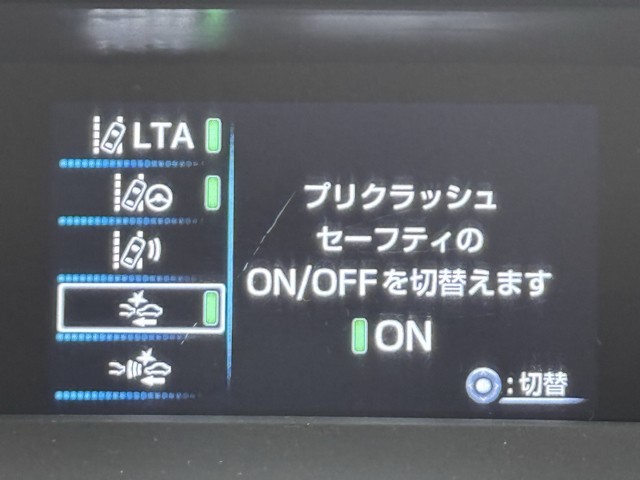 LTA
プリクラッシュ
セーフティの
ON/OFFを切替えます
ON
:切替